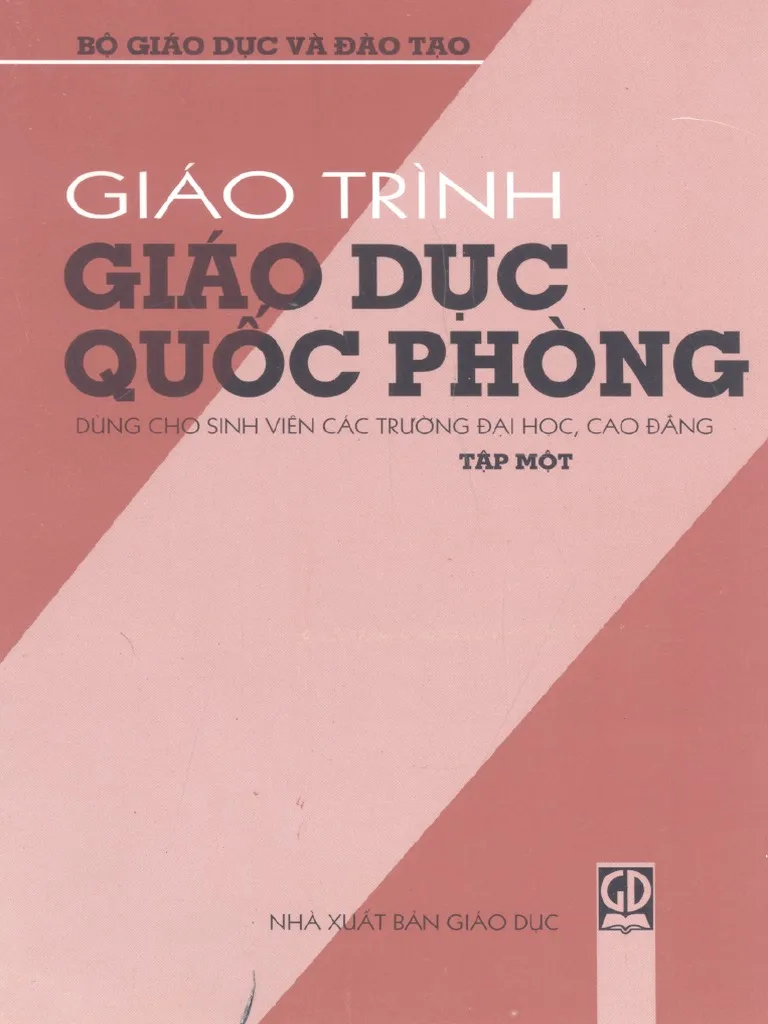 BỘ GIÁO DỤC VÀ ĐÀO TẠO
GIÁO TRÌNH
GIÁO DỤC
QUỐC PHÒNG
DÙNG CHO SINH VIÊN CÁC TRƯỜNG ĐẠI HỌC, CAO ĐẲNG
TẬP MỘT
GD
NHÀ XUẤT BẢN GIÁO DỤC